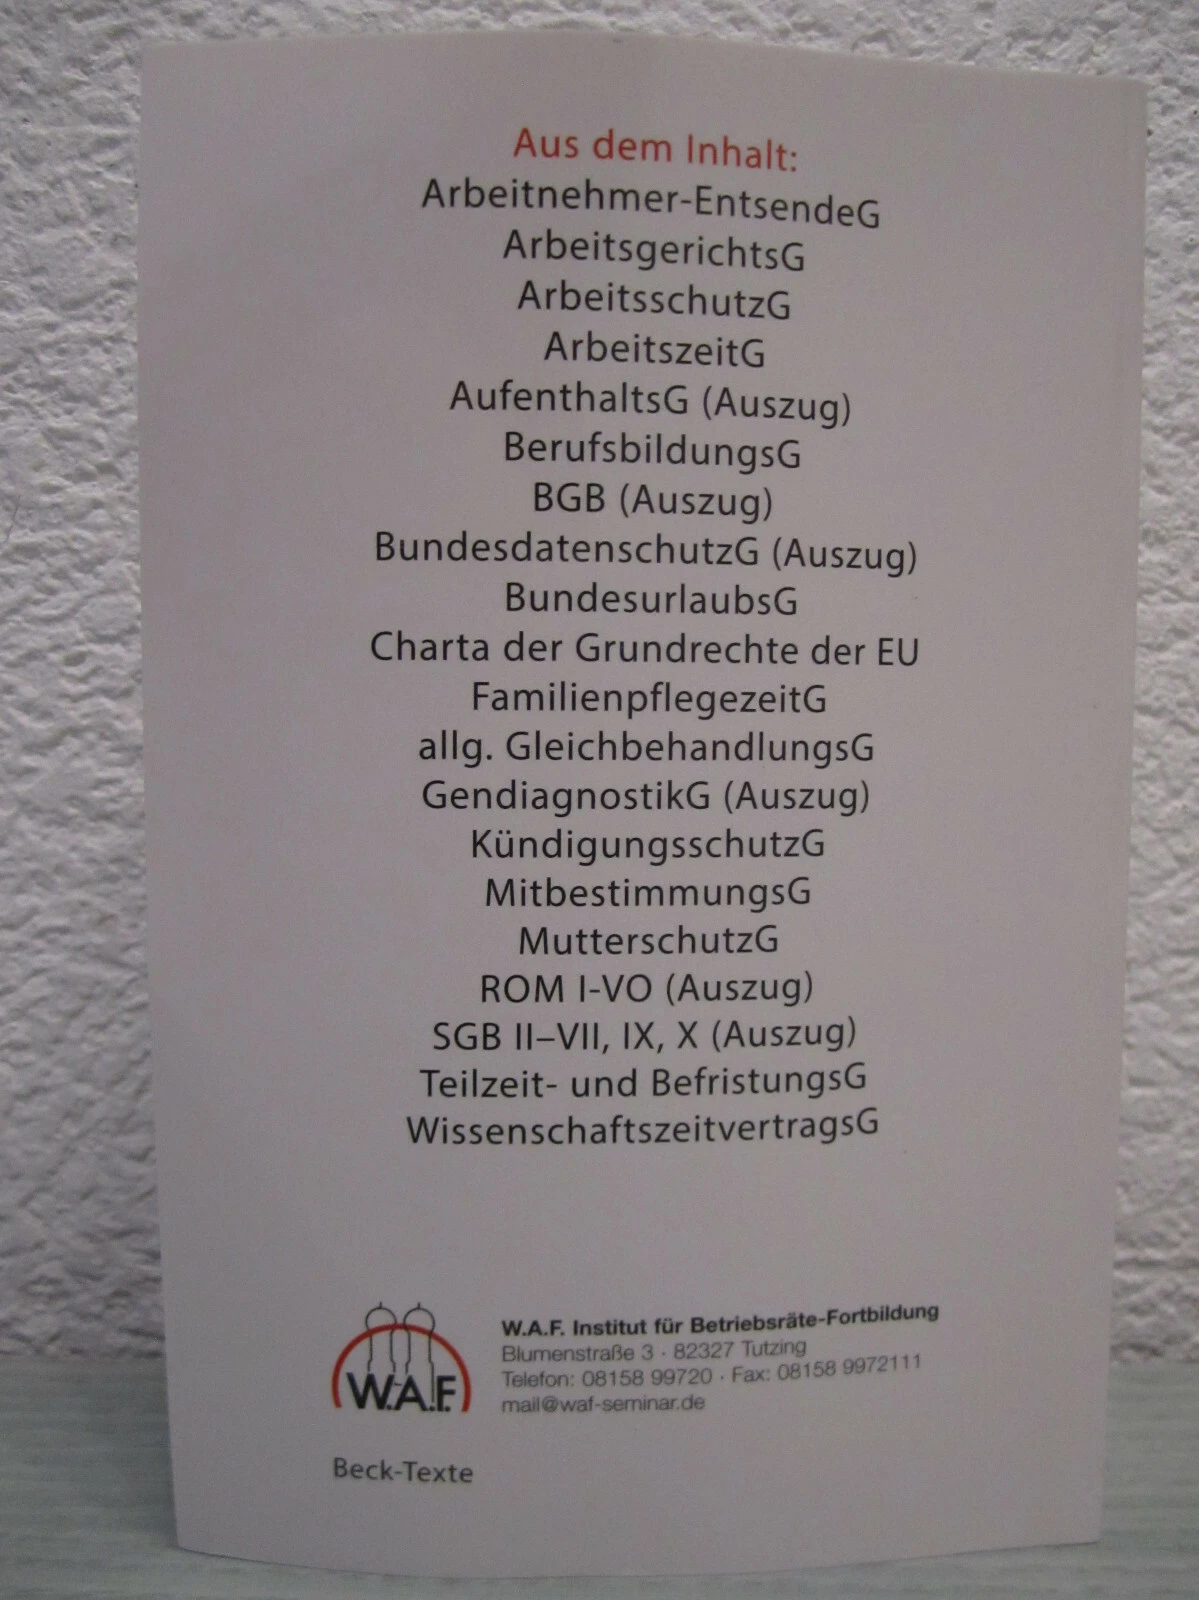 Aus dem Inhalt:
Arbeitnehmer-EntsendeG
ArbeitsgerichtsG
ArbeitsschutzG
ArbeitszeitG
AufenthaltsG (Auszug)
BerufsbildungsG
BGB (Auszug)
BundesdatenschutzG (Auszug)
BundesurlaubsG
Charta der Grundrechte der EU
FamilienpflegezeitG
allg. GleichbehandlungsG
GendiagnostikG (Auszug)
KündigungsschutzG
MitbestimmungsG
MutterschutzG
ROM I-VO (Auszug)
SGB II–VII, IX, X (Auszug)
Teilzeit- und BefristungsG
WissenschaftszeitvertragsG
W.A.F.
W.A.F. Institut für Betriebsräte-Fortbildung
Blumenstraße 3 · 82327 Tutzing
Telefon: 08158 99720 · Fax: 08158 9972111
mail@waf-seminar.de
Beck-Texte